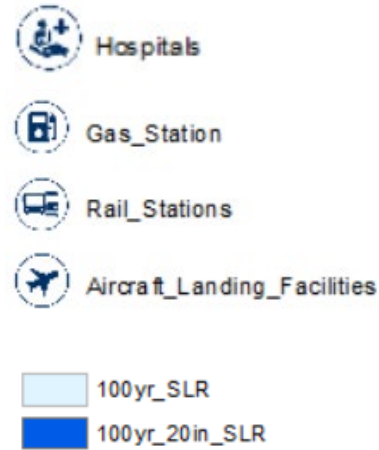 Hospitals
Gas_Station
Rail_Stations
Aircraft_Landing_Facilities
100yr_SLR
100yr_20in_SLR